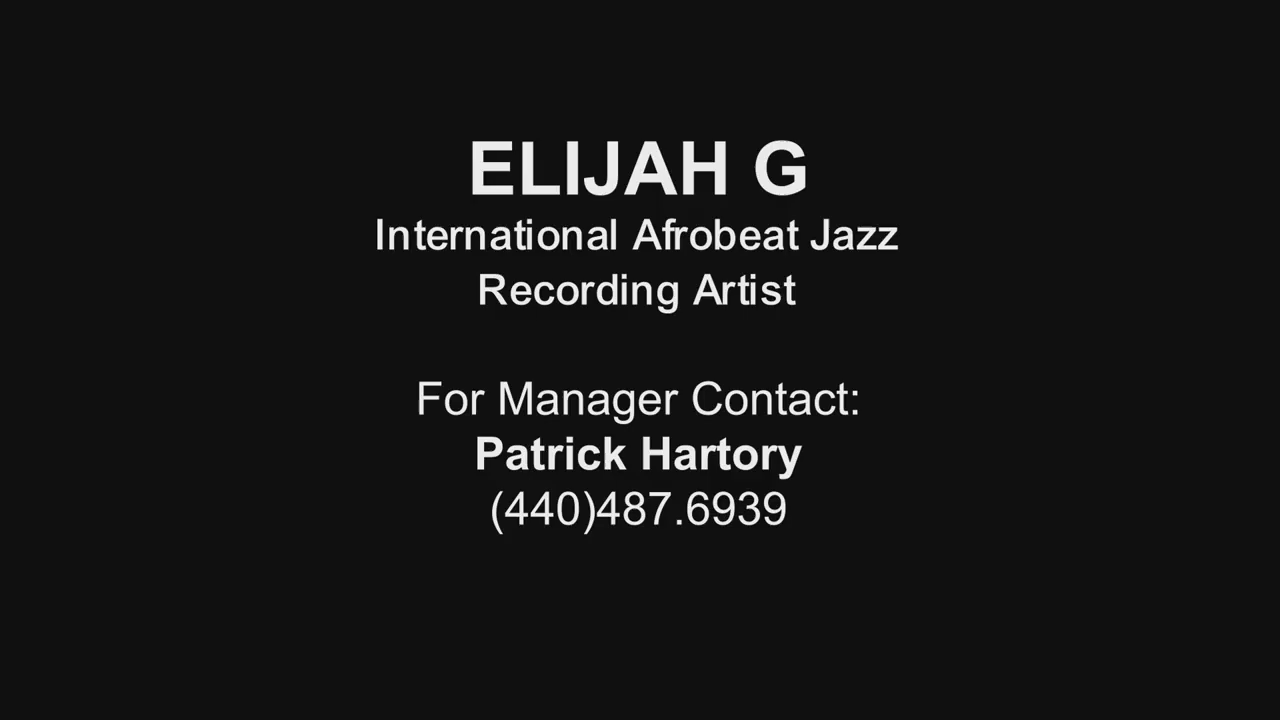 ELIJAH G
International Afrobeat Jazz
Recording Artist
For Manager Contact:
Patrick Hartory
(440)487.6939